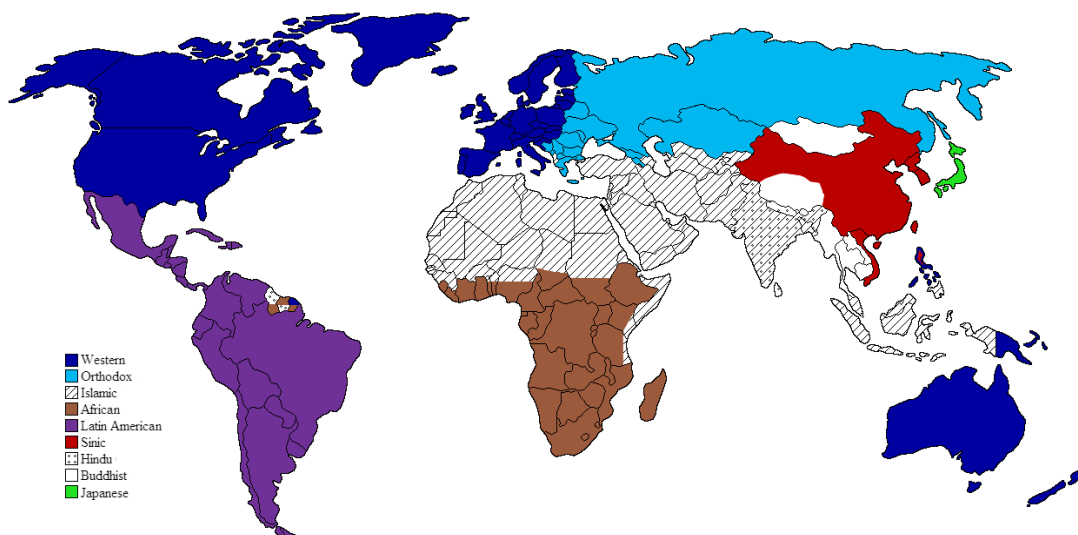 Western
Orthodox
Islamic
African
Latin American
Sinic
Hindu
Buddhist
Japanese